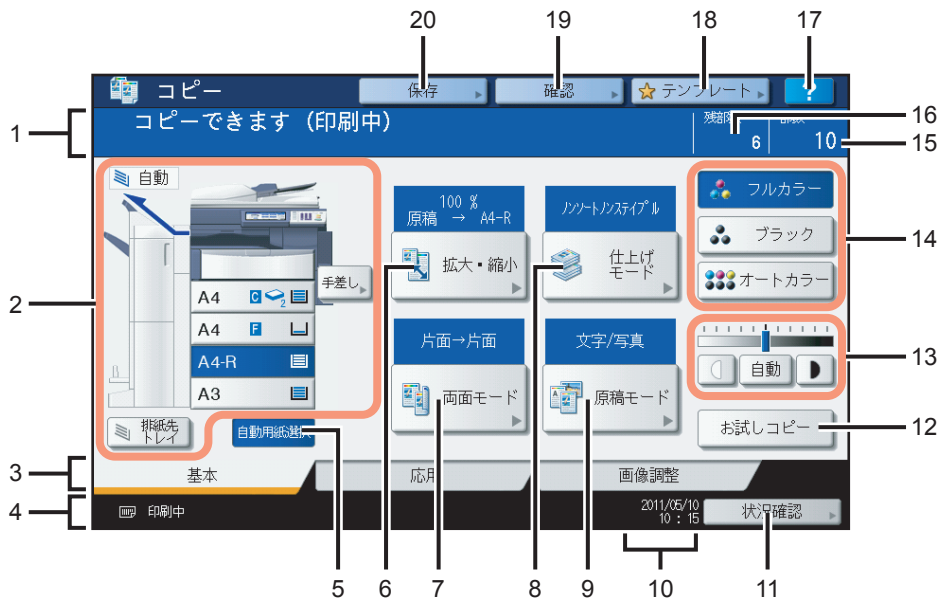 20
19
18
17
コピー
保存
確認
テンプレート
?
1
コピーできます（印刷中）
残部数
16
6
10
15
自動
100 %
原稿 → A4-R
ノンソートノンステイプル
フルカラー
拡大・縮小
仕上げ
モード
ブラック
14
手差し
オートカラー
2
A4
C
2
A4
F
片面→片面
文字/写真
A4-R
自動
13
A3
両面モード
原稿モード
排紙先
トレイ
自動用紙選択
お試しコピー
12
3
基本
応用
画像調整
4
印刷中
2011/05/10
10 : 15
状況確認
5
6
7
8
9
10
11